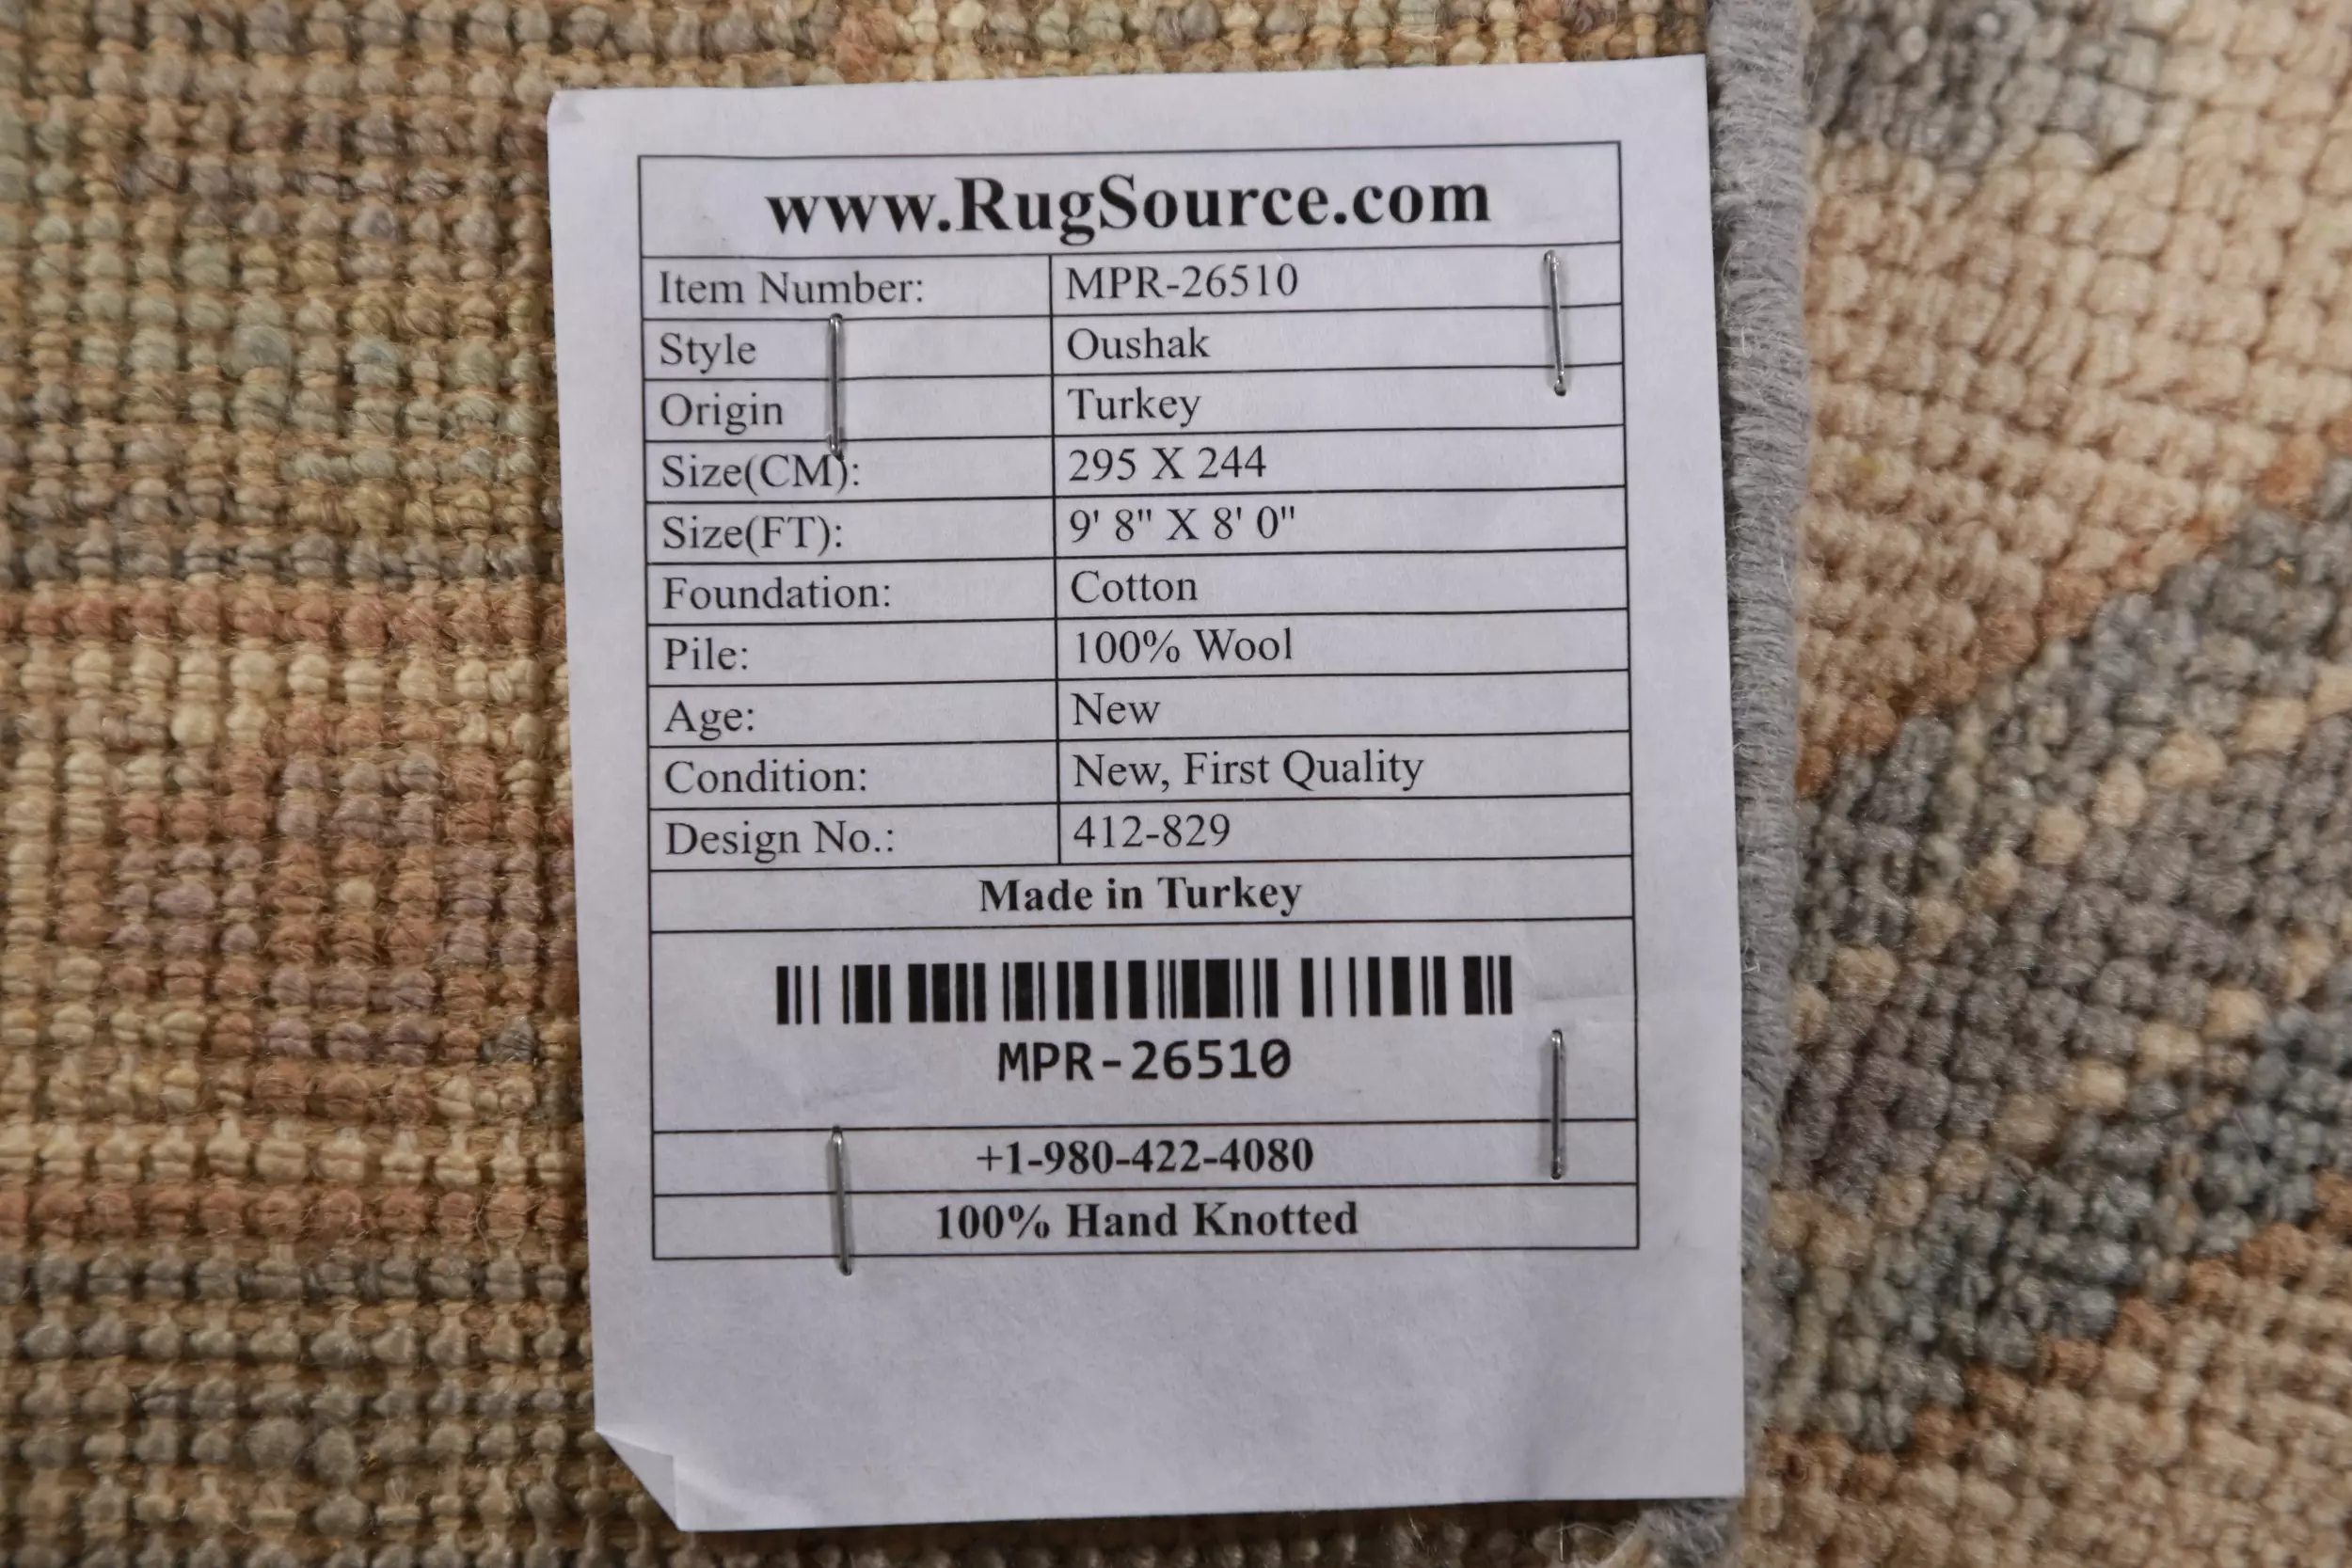 www.RugSource.com
Item Number: MPR-26510
Style Oushak
Origin Turkey
Size(CM): 295 X 244
Size(FT): 9' 8" X 8' 0"
Foundation: Cotton
Pile: 100% Wool
Age: New
Condition: New, First Quality
Design No.: 412-829
Made in Turkey
MPR-26510
+1-980-422-4080
100% Hand Knotted